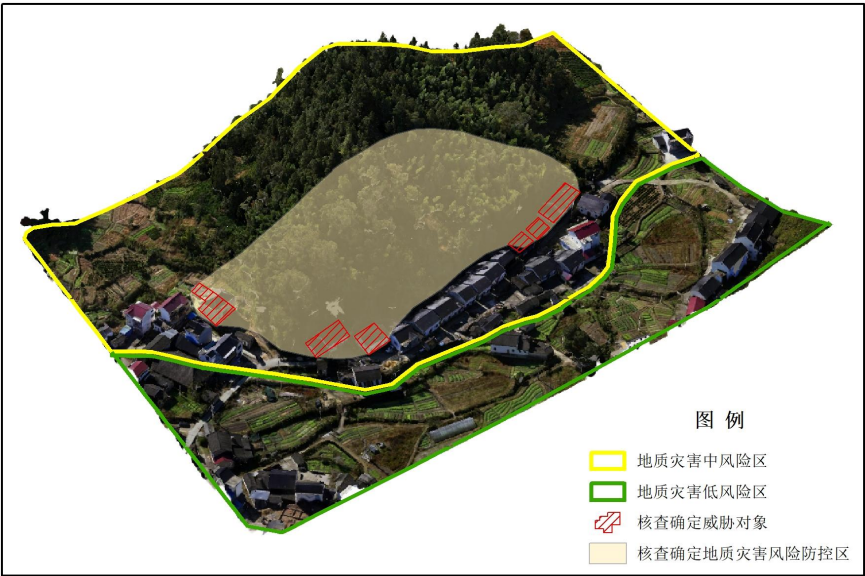 图 例
地质灾害中风险区
地质灾害低风险区
核查确定威胁对象
核查确定地质灾害风险防控区